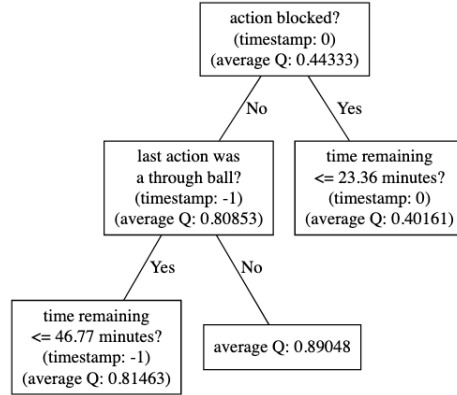 action blocked?
(timestamp: 0)
(average Q: 0.44333)
No
Yes
last action was
a through ball?
(timestamp: -1)
(average Q: 0.80853)
time remaining
<= 23.36 minutes?
(timestamp: 0)
(average Q: 0.40161)
Yes
No
time remaining
<= 46.77 minutes?
(timestamp: -1)
(average Q: 0.81463)
average Q: 0.89048